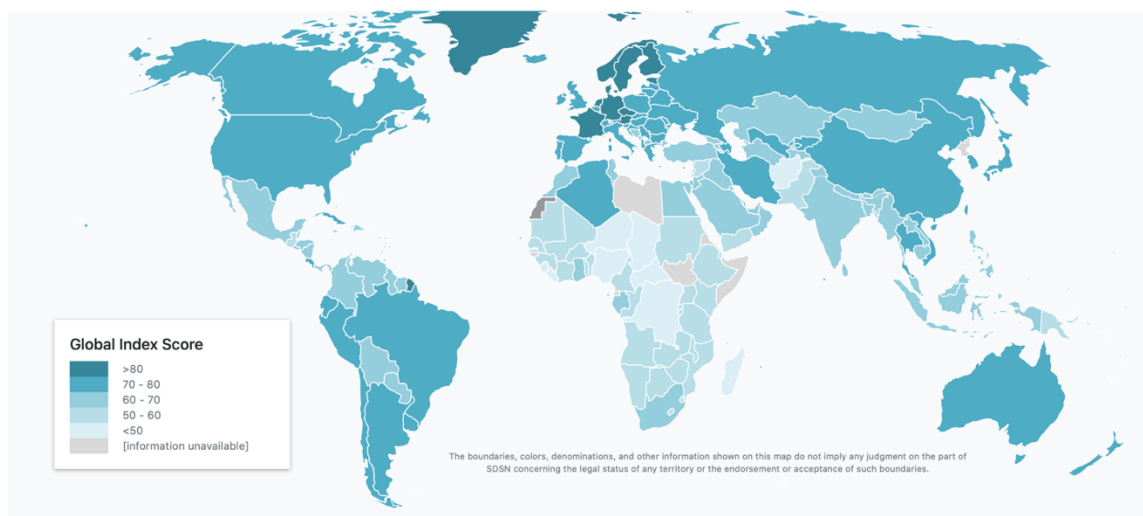 Global Index Score
>80
70 - 80
60 - 70
50 - 60
<50
[information unavailable]
The boundaries, colors, denominations, and other information shown on this map do not imply any judgment on the part of
SDSN concerning the legal status of any territory or the endorsement or acceptance of such boundaries.